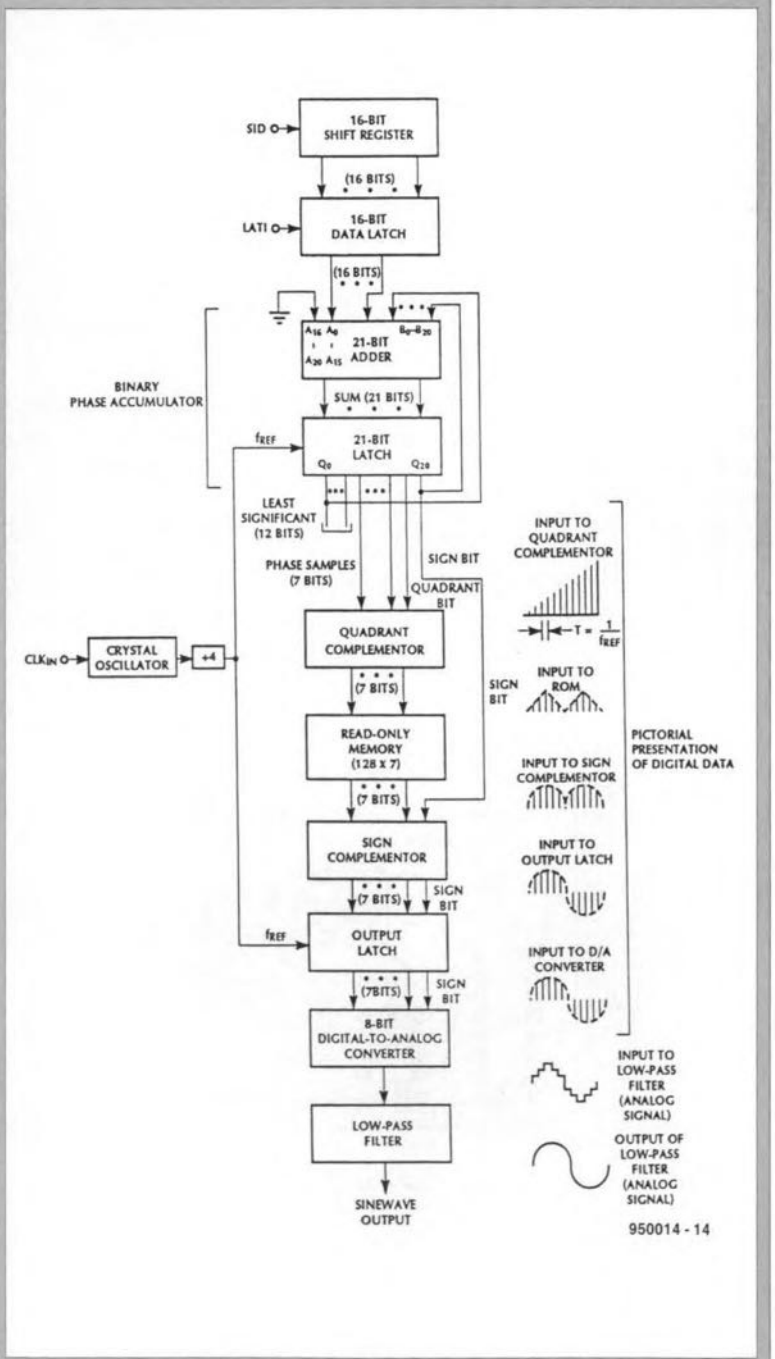 SID
16-BIT
SHIFT REGISTER
(16 BITS)
LATI
16-BIT
DATA LATCH
(16 BITS)
A16 A0
B0-B20
21-BIT
ADDER
A20 A15
BINARY
PHASE ACCUMULATOR
SUM (21 BITS)
fREF
21-BIT
LATCH
Q0
Q20
LEAST
SIGNIFICANT
(12 BITS)
PHASE SAMPLES
(7 BITS)
SIGN BIT
QUADRANT
BIT
INPUT TO
QUADRANT
COMPLEMENTOR
T = 1
fREF
CLKIN
CRYSTAL
OSCILLATOR
+4
QUADRANT
COMPLEMENTOR
(7 BITS)
SIGN
BIT
INPUT TO
ROM
READ-ONLY
MEMORY
(128 X 7)
PICTORIAL
PRESENTATION
OF DIGITAL DATA
(7 BITS)
INPUT TO SIGN
COMPLEMENTOR
SIGN
COMPLEMENTOR
(7 BITS)
SIGN
BIT
INPUT TO
OUTPUT LATCH
fREF
OUTPUT
LATCH
(7BITS)
SIGN
BIT
INPUT TO D/A
CONVERTER
8-BIT
DIGITAL-TO-ANALOG
CONVERTER
INPUT TO
LOW-PASS
FILTER
(ANALOG
SIGNAL)
LOW-PASS
FILTER
OUTPUT OF
LOW-PASS
FILTER
(ANALOG
SIGNAL)
SINEWAVE
OUTPUT
950014 - 14